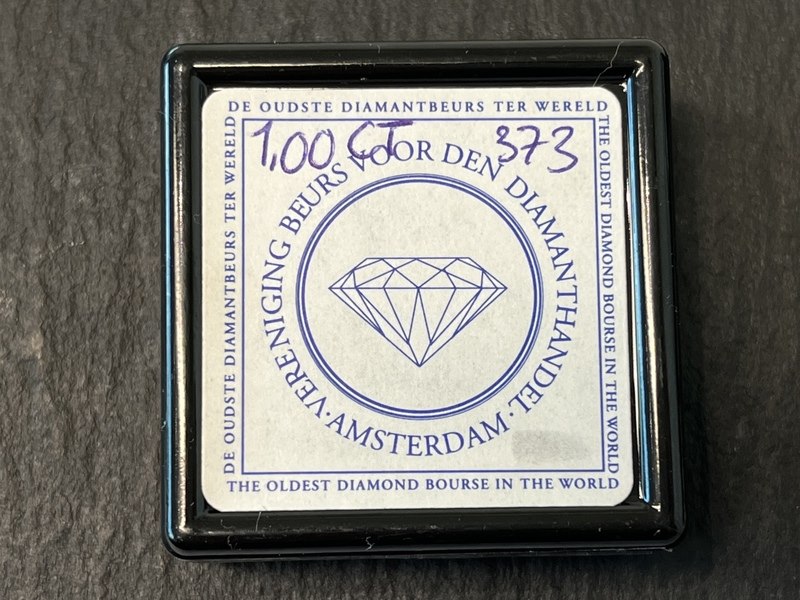 DE OUDSTE DIAMANTBEURS TER WERELD
THE OLDEST DIAMOND BOURSE IN THE WORLD
THE OLDEST DIAMOND BOURSE IN THE WORLD
DE OUDSTE DIAMANTBEURS TER WERELD
1,00 CT 373
VERENIGING BEURS VOOR DEN DIAMANTHANDEL
·AMSTERDAM·